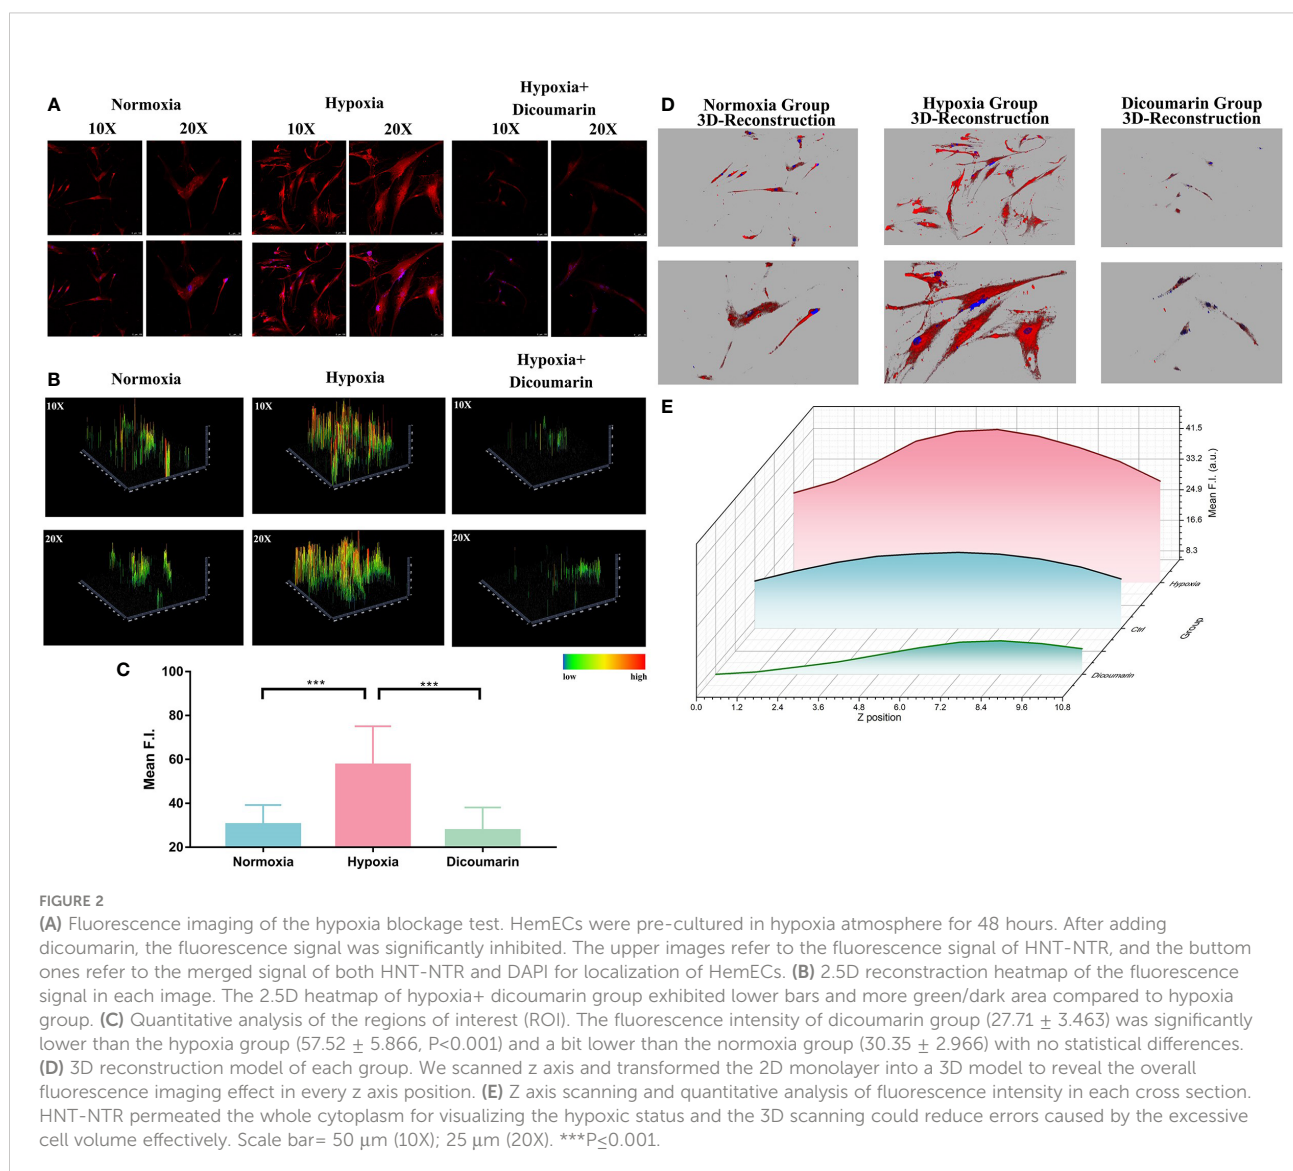 A
Normoxia
10X 20X
Hypoxia
10X 20X
Hypoxia+
Dicoumarin
10X 20X
B
Normoxia
Hypoxia
Hypoxia+
Dicoumarin
10X
10X
10X
20X
20X
20X
low high
C
Mean F.I.
100
80
60
40
20
***
***
Normoxia Hypoxia Dicoumarin
D
Normoxia Group
3D-Reconstruction
Hypoxia Group
3D-Reconstruction
Dicoumarin Group
3D-Reconstruction
E
41.5
33.2
24.9
16.6
8.3
Mean F.I. (a.u.)
Hypoxia
Ctrl
Dicoumarin
Group
0.0 1.2 2.4 3.6 4.8 6.0 7.2 8.4 9.6 10.8
Z position
FIGURE 2
(A) Fluorescence imaging of the hypoxia blockage test. HemECs were pre-cultured in hypoxia atmosphere for 48 hours. After adding
dicoumarin, the fluorescence signal was significantly inhibited. The upper images refer to the fluorescence signal of HNT-NTR, and the buttom
ones refer to the merged signal of both HNT-NTR and DAPI for localization of HemECs. (B) 2.5D reconstraction heatmap of the fluorescence
signal in each image. The 2.5D heatmap of hypoxia+ dicoumarin group exhibited lower bars and more green/dark area compared to hypoxia
group. (C) Quantitative analysis of the regions of interest (ROI). The fluorescence intensity of dicoumarin group (27.71 ± 3.463) was significantly
lower than the hypoxia group (57.52 ± 5.866, P<0.001) and a bit lower than the normoxia group (30.35 ± 2.966) with no statistical differences.
(D) 3D reconstruction model of each group. We scanned z axis and transformed the 2D monolayer into a 3D model to reveal the overall
fluorescence imaging effect in every z axis position. (E) Z axis scanning and quantitative analysis of fluorescence intensity in each cross section.
HNT-NTR permeated the whole cytoplasm for visualizing the hypoxic status and the 3D scanning could reduce errors caused by the excessive
cell volume effectively. Scale bar= 50 μm (10X); 25 μm (20X). ***P≤0.001.